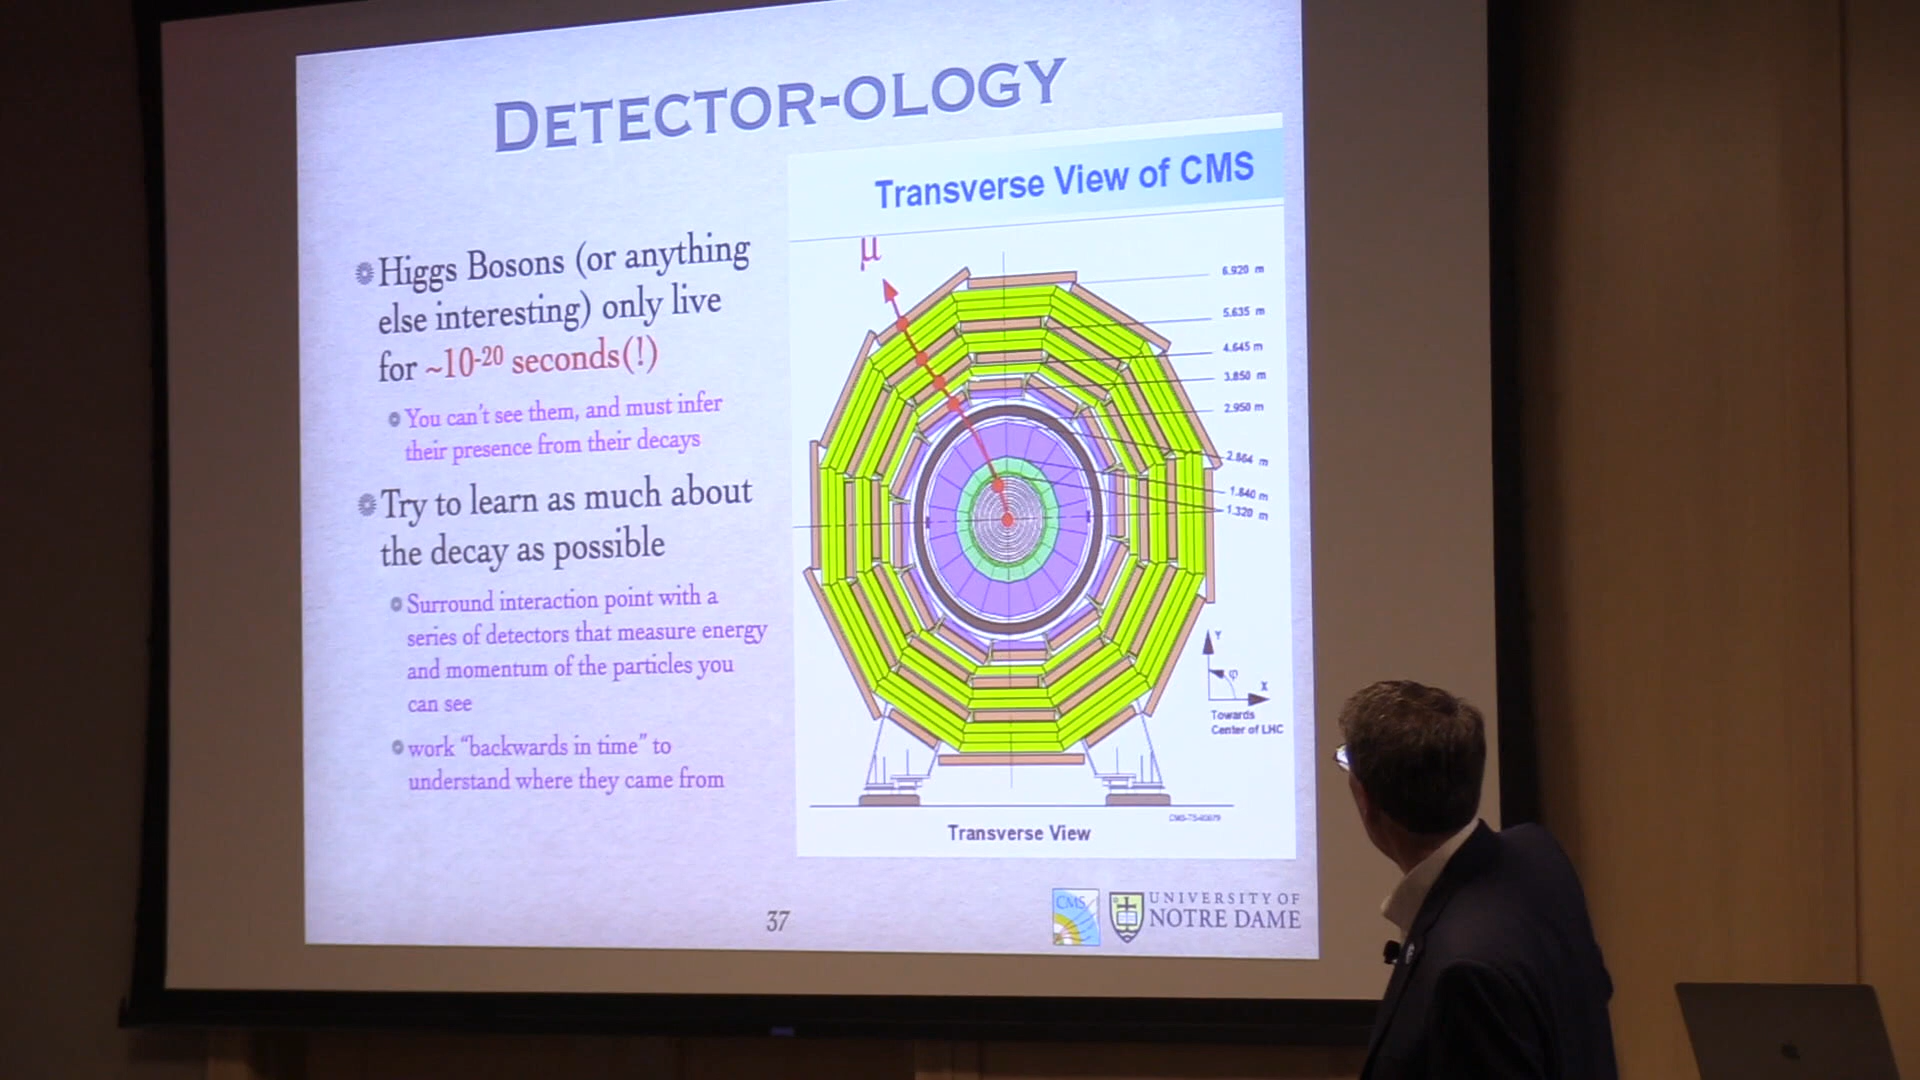 DETECTOR-OLOGY
Transverse View of CMS
Higgs Bosons (or anything
else interesting) only live
for ~10-20 seconds(!)
You can't see them, and must infer
their presence from their decays
Try to learn as much about
the decay as possible
Surround interaction point with a
series of detectors that measure energy
and momentum of the particles you
can see
work "backwards in time" to
understand where they came from
μ
6.920 m
5.635 m
4.645 m
3.850 m
2.950 m
2.864 m
1.840 m
1.320 m
Y
φ
X
Towards
Center of LHC
Transverse View
37
CMS
UNIVERSITY OF
NOTRE DAME